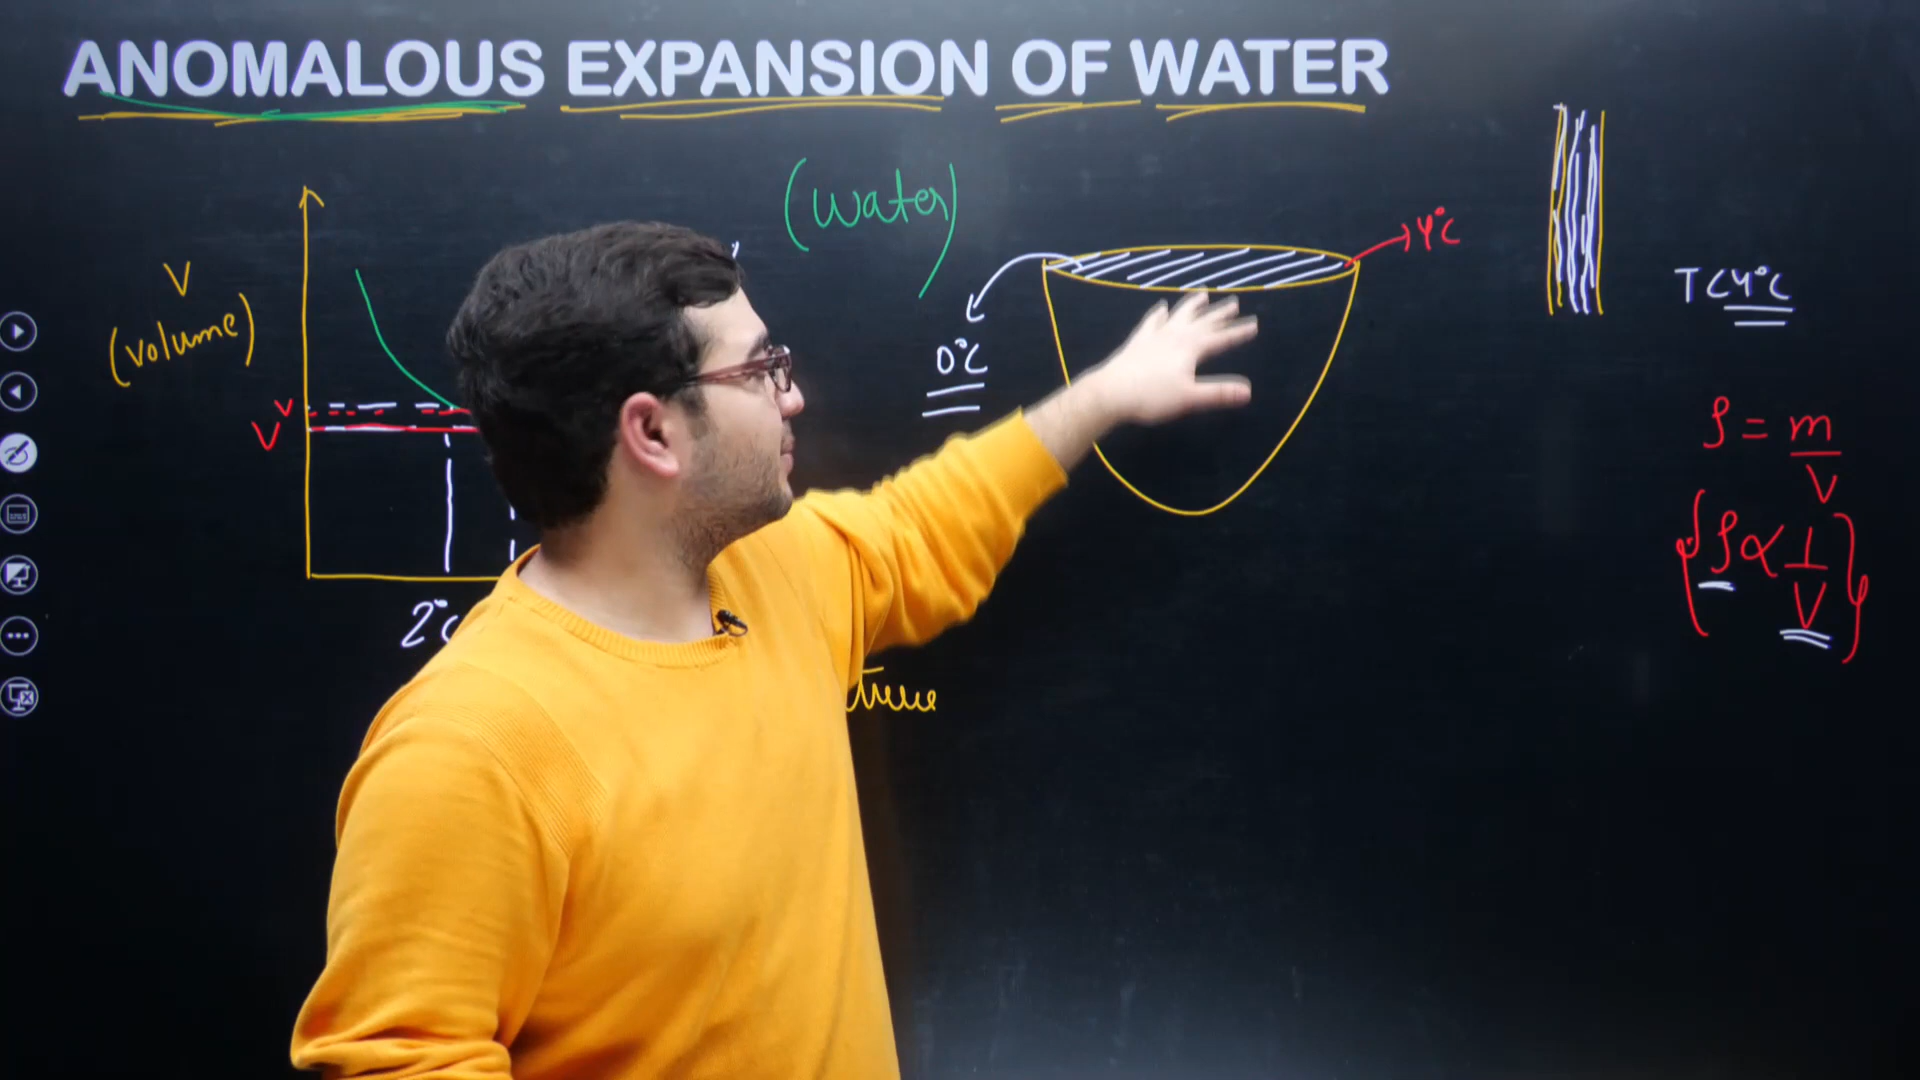 ANOMALOUS EXPANSION OF WATER
(water)
V
(volume)
V
V
2°C
4°C
0°C
T<4°C
ρ = m/V
{ρ ∝ 1/V}